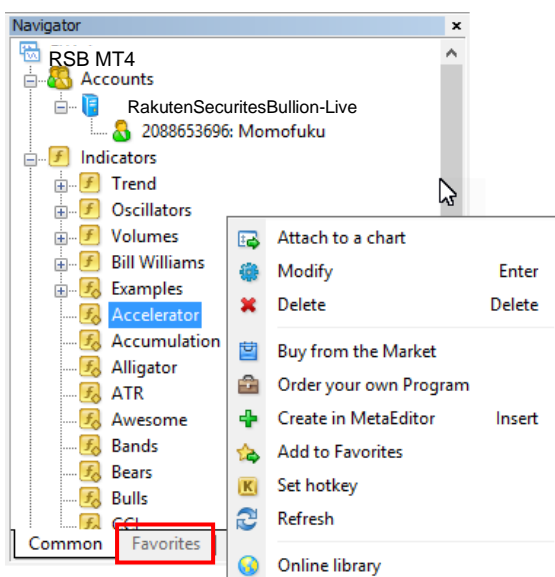 Navigator
RSB MT4
Accounts
RakutenSecuritesBullion-Live
2088653696: Momofuku
Indicators
Trend
Oscillators
Volumes
Bill Williams
Examples
Accelerator
Accumulation
Alligator
ATR
Awesome
Bands
Bears
Bulls
CCI
Common Favorites
Attach to a chart
Modify Enter
Delete Delete
Buy from the Market
Order your own Program
Create in MetaEditor Insert
Add to Favorites
Set hotkey
Refresh
Online library